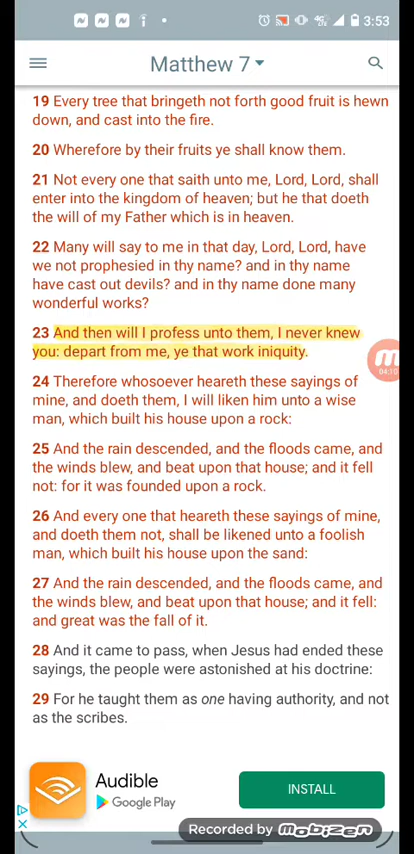 4G 3:53
Matthew 7
19 Every tree that bringeth not forth good fruit is hewn
down, and cast into the fire.
20 Wherefore by their fruits ye shall know them.
21 Not every one that saith unto me, Lord, Lord, shall
enter into the kingdom of heaven; but he that doeth
the will of my Father which is in heaven.
22 Many will say to me in that day, Lord, Lord, have
we not prophesied in thy name? and in thy name
have cast out devils? and in thy name done many
wonderful works?
23 And then will I profess unto them, I never knew
you: depart from me, ye that work iniquity.
04:10
24 Therefore whosoever heareth these sayings of
mine, and doeth them, I will liken him unto a wise
man, which built his house upon a rock:
25 And the rain descended, and the floods came, and
the winds blew, and beat upon that house; and it fell
not: for it was founded upon a rock.
26 And every one that heareth these sayings of mine,
and doeth them not, shall be likened unto a foolish
man, which built his house upon the sand:
27 And the rain descended, and the floods came, and
the winds blew, and beat upon that house; and it fell:
and great was the fall of it.
28 And it came to pass, when Jesus had ended these
sayings, the people were astonished at his doctrine:
29 For he taught them as one having authority, and not
as the scribes.
Audible
Google Play
INSTALL
Recorded by mobizen